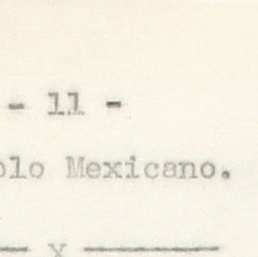 - 11 -
blo Mexicano.
— x —